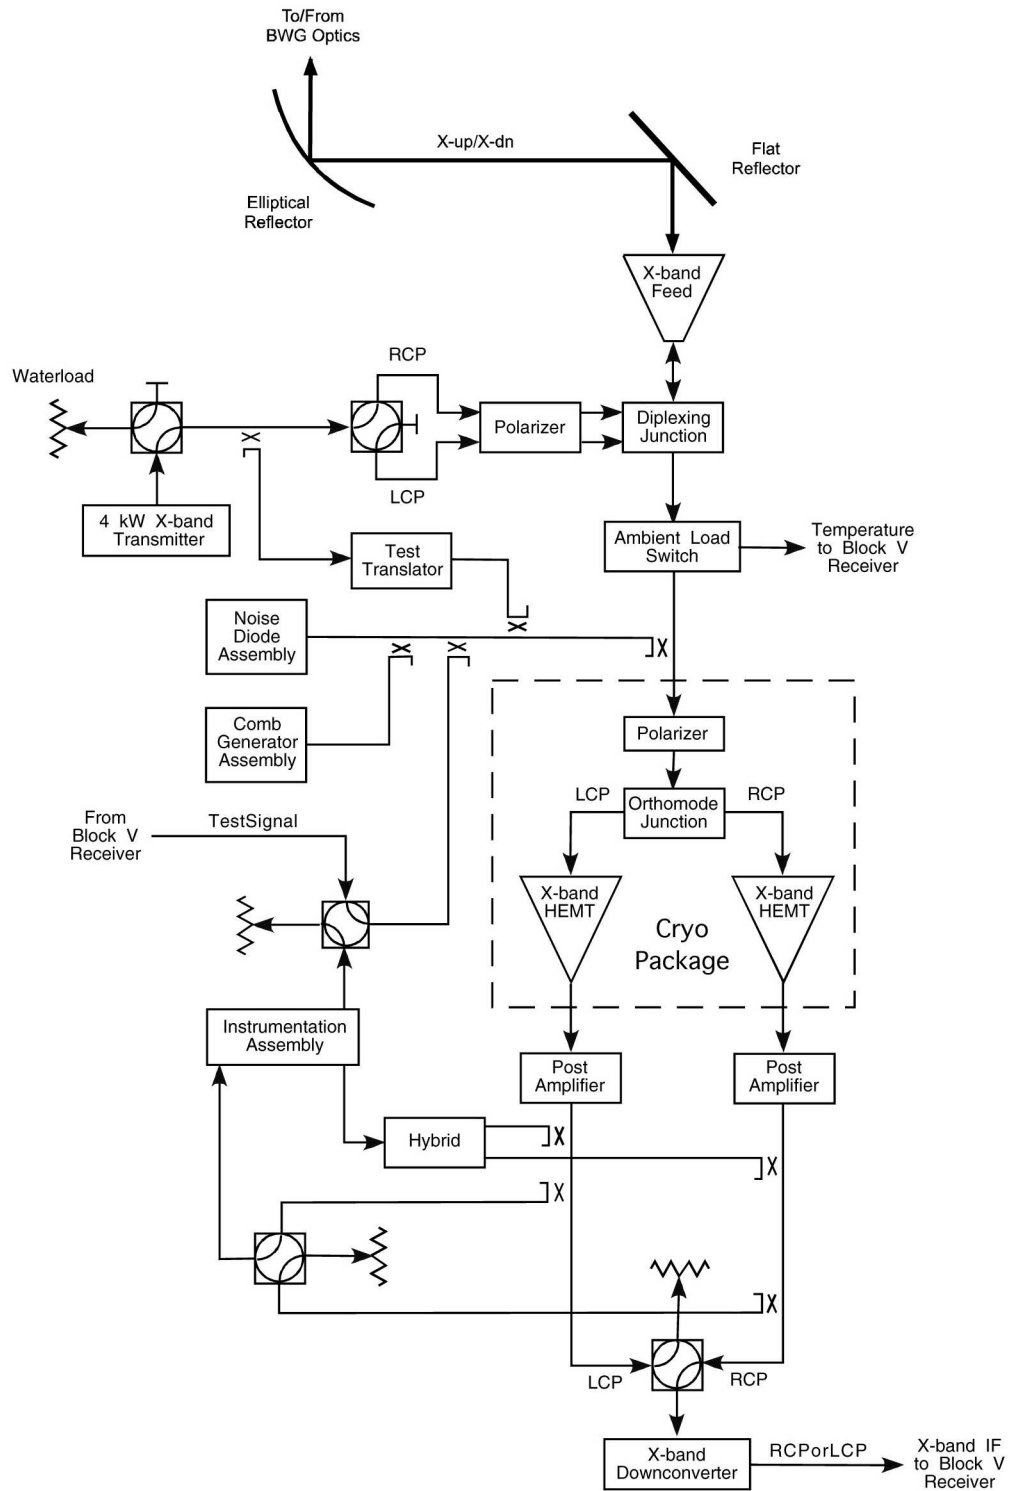 To/From
BWG Optics
X-up/X-dn
Flat
Reflector
Elliptical
Reflector
X-band
Feed
RCP
Waterload
Polarizer
Diplexing
Junction
LCP
4 kW X-band
Transmitter
Test
Translator
Ambient Load
Switch
Temperature
to Block V
Receiver
Noise
Diode
Assembly
Comb
Generator
Assembly
Polarizer
LCP
Orthomode
Junction
RCP
From
Block V
Receiver
TestSignal
X-band
HEMT
X-band
HEMT
Cryo
Package
Instrumentation
Assembly
Post
Amplifier
Post
Amplifier
Hybrid
LCP
RCP
X-band
Downconverter
RCPorLCP
X-band IF
to Block V
Receiver